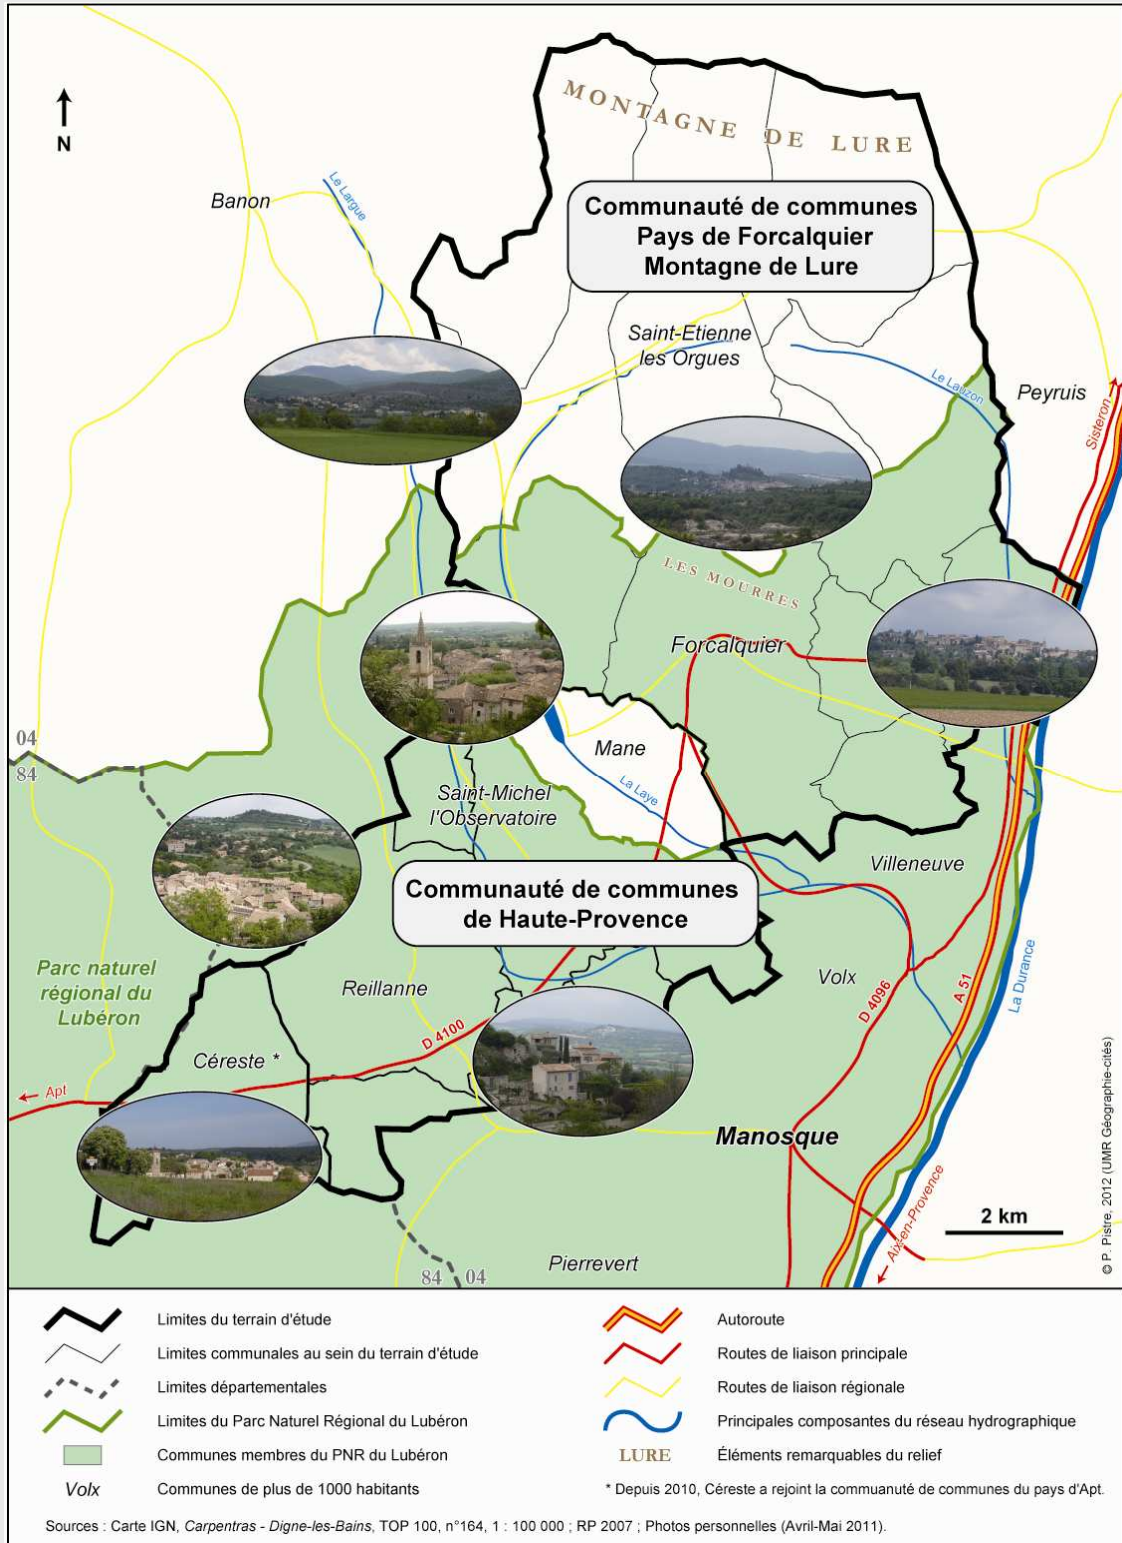 MONTAGNE DE LURE
N
Le Largue
Banon
Communauté de communes
Pays de Forcalquier
Montagne de Lure
Saint-Etienne
les Orgues
Le Lauzon
Peyruis
Sisteron
LES MOURRES
Forcalquier
04
84
Mane
La Laye
Saint-Michel
l'Observatoire
Villeneuve
Communauté de communes
de Haute-Provence
Parc naturel
régional du
Lubéron
Reillanne
Volx
D 4096
A 51
La Durance
D 4100
Céreste *
Apt
Manosque
Aix-en-Provence
2 km
Pierrevert
84 04
© P. Pistre, 2012 (UMR Géographie-cités)
Limites du terrain d'étude
Limites communales au sein du terrain d'étude
Limites départementales
Limites du Parc Naturel Régional du Lubéron
Communes membres du PNR du Lubéron
Volx Communes de plus de 1000 habitants
Autoroute
Routes de liaison principale
Routes de liaison régionale
Principales composantes du réseau hydrographique
LURE Éléments remarquables du relief
* Depuis 2010, Céreste a rejoint la commuanuté de communes du pays d'Apt.
Sources : Carte IGN, Carpentras - Digne-les-Bains, TOP 100, n°164, 1 : 100 000 ; RP 2007 ; Photos personnelles (Avril-Mai 2011).